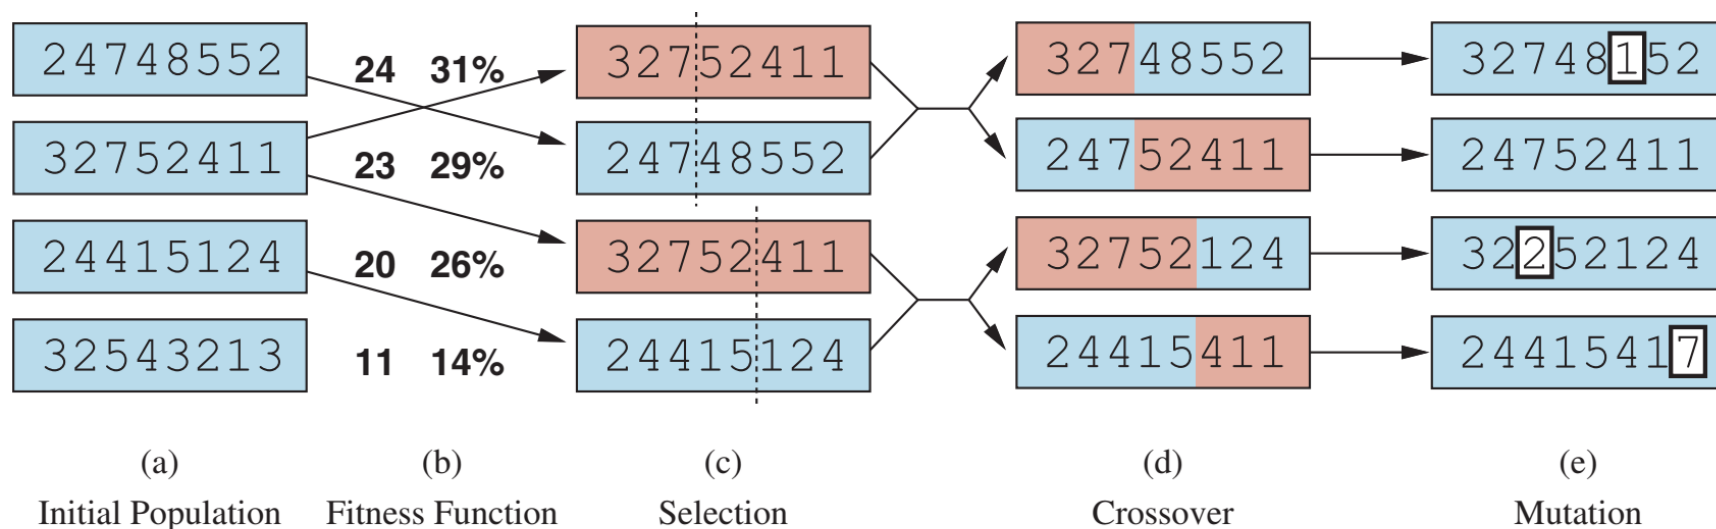 24748552 24 31% 32752411 32748552 32748152
32752411 23 29% 24748552 24752411 24752411
24415124 20 26% 32752411 32752124 32252124
32543213 11 14% 24415124 24415411 24415417
(a) (b) (c) (d) (e)
Initial Population Fitness Function Selection Crossover Mutation